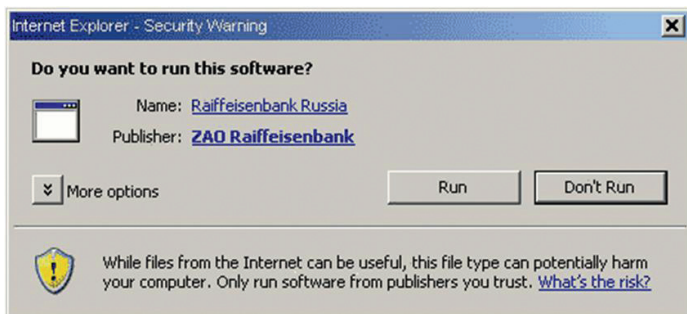 Internet Explorer - Security Warning
Do you want to run this software?
Name: Raiffeisenbank Russia
Publisher: ZAO Raiffeisenbank
More options
Run
Don't Run
While files from the Internet can be useful, this file type can potentially harm
your computer. Only run software from publishers you trust. What's the risk?